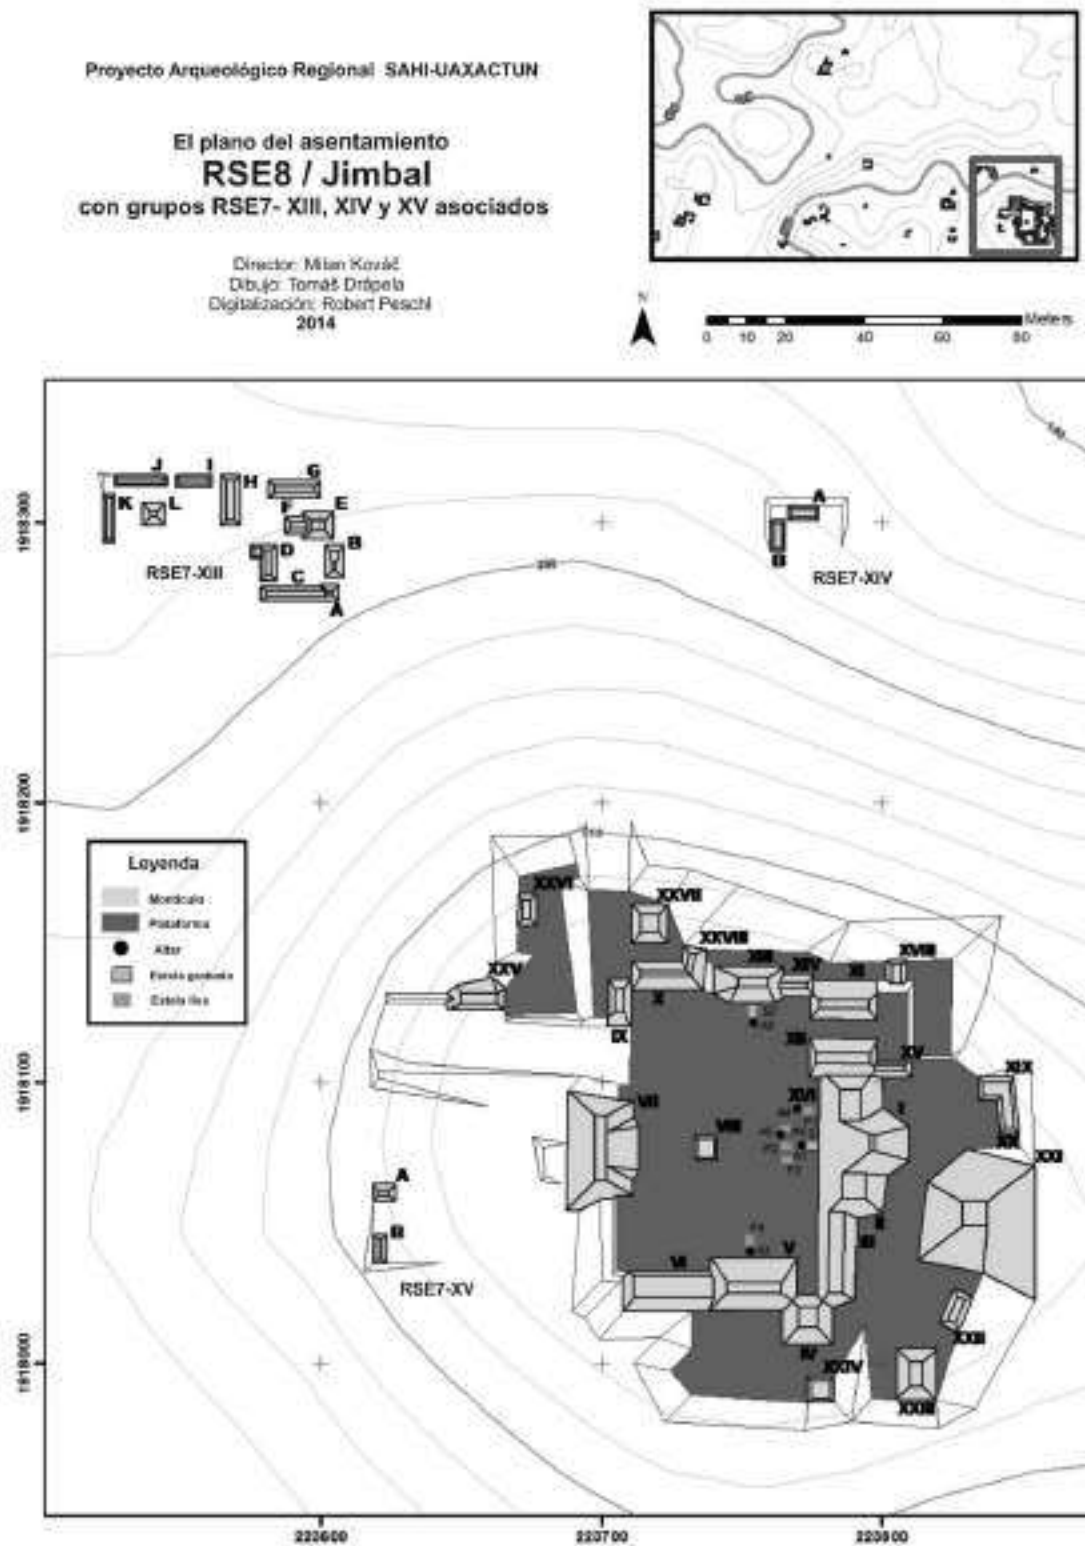 Proyecto Arqueológico Regional SAHI-UAXACTUN
El plano del asentamiento
RSE8 / Jimbal
con grupos RSE7- XIII, XIV y XV asociados
Director: Milan Kováč
Dibujo: Tomáš Drápela
Digitalización: Robert Peschl
2014
N
Meters
0 10 20 40 60 80
J I H G
K L F E
D B
C
A
RSE7-XIII
A
B
RSE7-XIV
1918300
1918200
1918100
1918000
Leyenda
Montículo
Plataforma
Altar
Estela grabada
Estela lisa
XXVI
XXVII
XXVIII
XXV
XIII
XIV
XI
XVIII
X
IX
XII
XV
XVI
XIX
XX
XXI
VII
VIII
I
II
III
A
B
RSE7-XV
VI
V
IV
XXIV
XXII
XXIII
223600 223700 223800